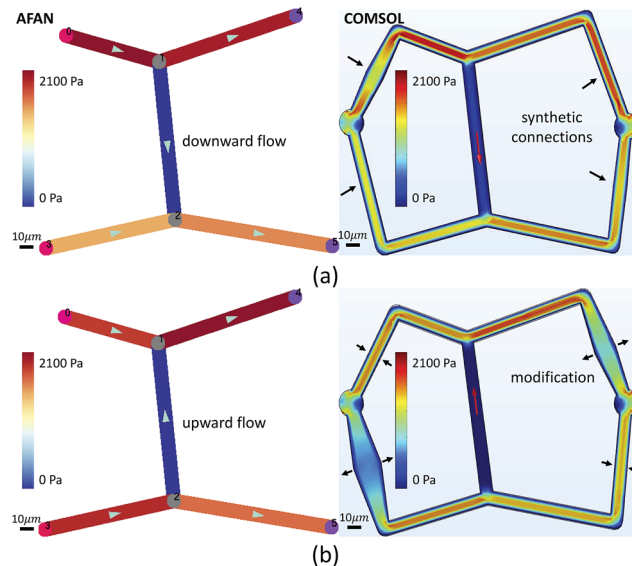 AFAN
COMSOL
0
4
1
2100 Pa
2100 Pa
downward flow
synthetic
connections
0 Pa
0 Pa
2
10μm
3
5
10μm
(a)
0
4
1
2100 Pa
2100 Pa
modification
upward flow
0 Pa
0 Pa
2
10μm
3
5
10μm
(b)